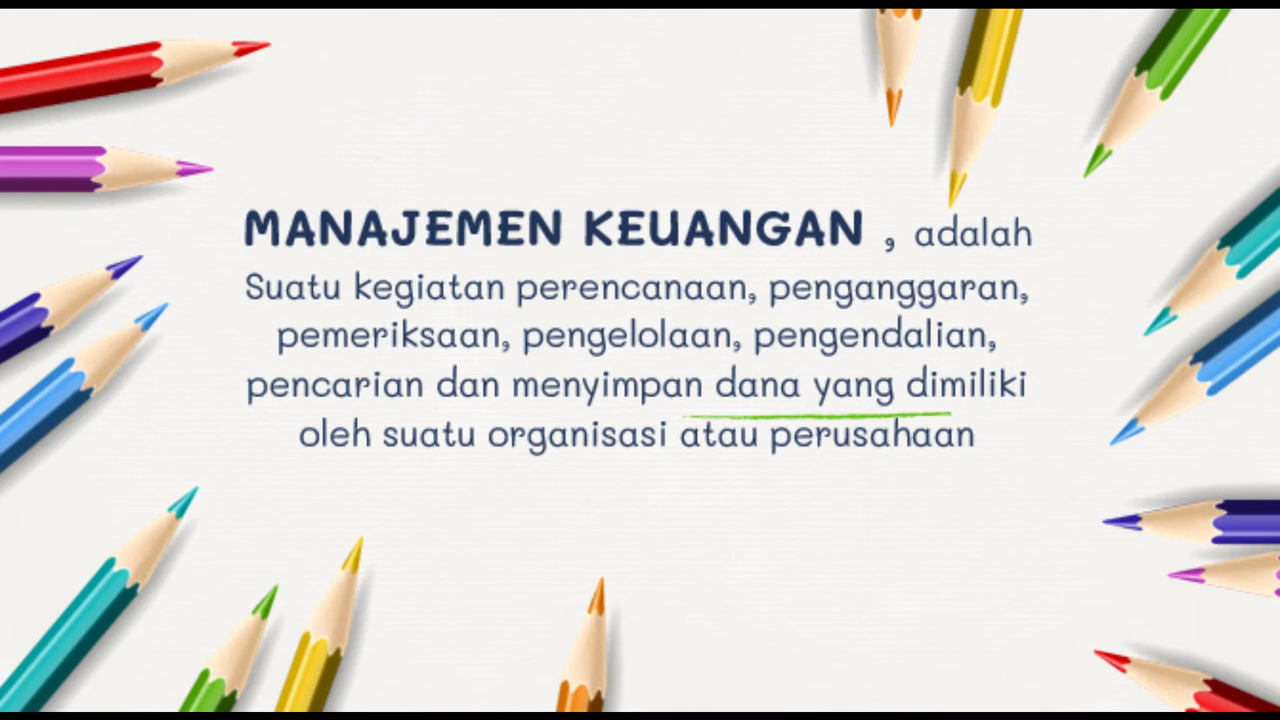 MANAJEMEN KEUANGAN , adalah
Suatu kegiatan perencanaan, penganggaran,
pemeriksaan, pengelolaan, pengendalian,
pencarian dan menyimpan dana yang dimiliki
oleh suatu organisasi atau perusahaan